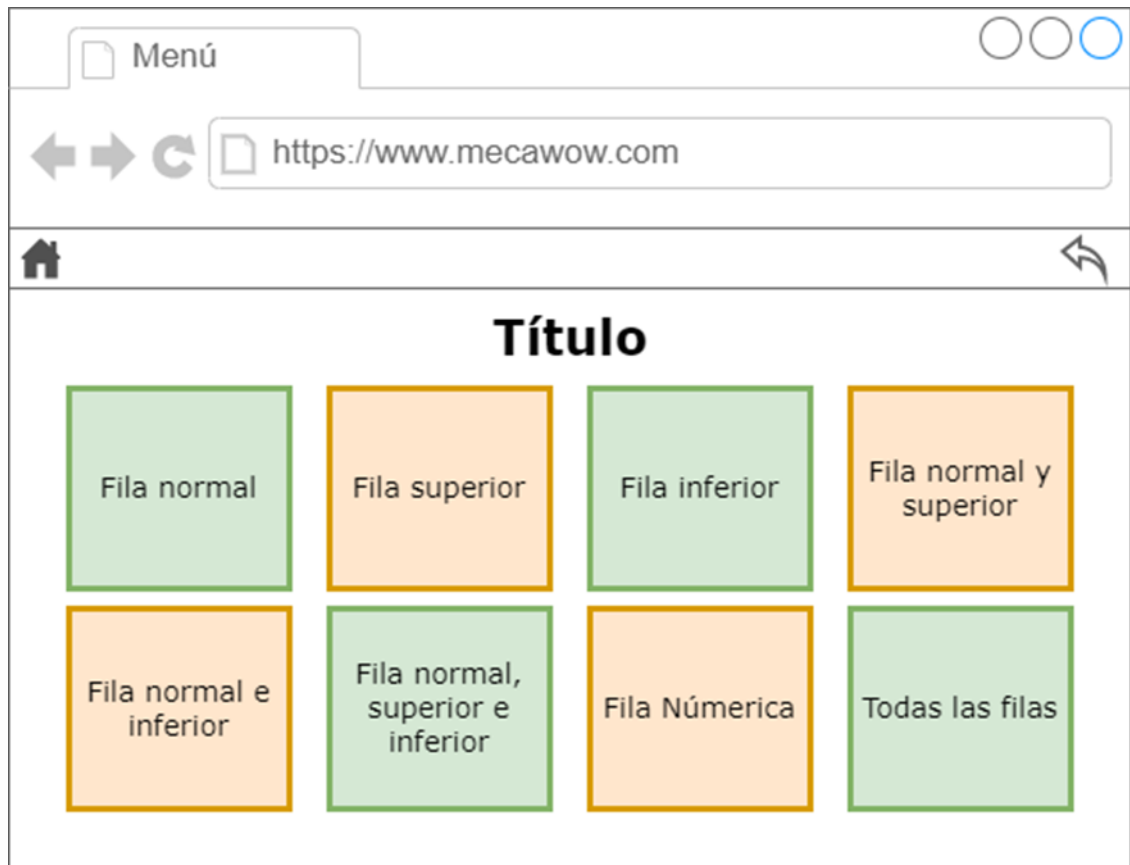 Menú
https://www.mecawow.com
Título
Fila normal
Fila superior
Fila inferior
Fila normal y
superior
Fila normal e
inferior
Fila normal,
superior e
inferior
Fila Númerica
Todas las filas